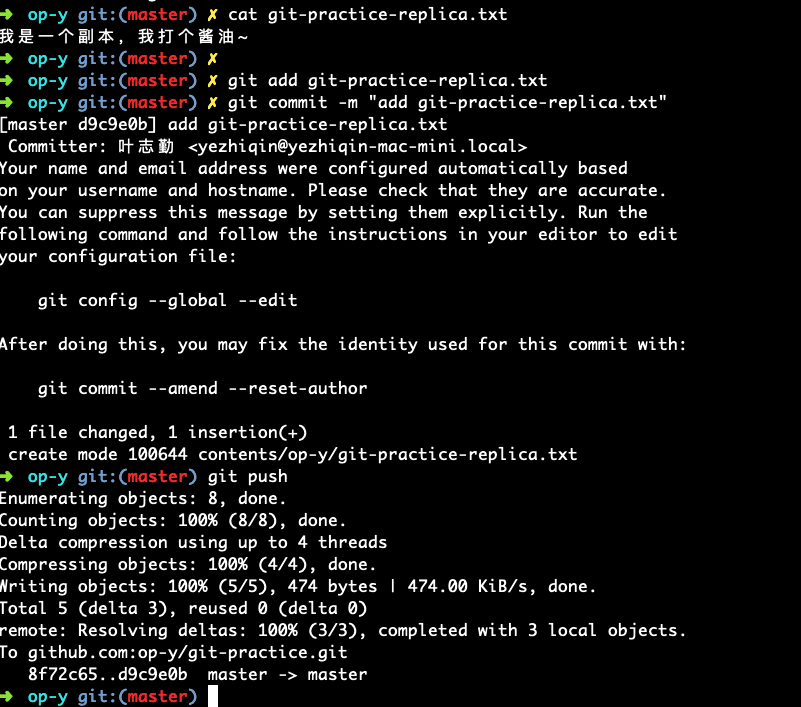 ➜ op-y git:(master) ✗ cat git-practice-replica.txt
我是一个副本，我打个酱油~
➜ op-y git:(master) ✗
➜ op-y git:(master) ✗ git add git-practice-replica.txt
➜ op-y git:(master) ✗ git commit -m "add git-practice-replica.txt"
[master d9c9e0b] add git-practice-replica.txt
 Committer: 叶志勤 <yezhiqin@yezhiqin-mac-mini.local>
Your name and email address were configured automatically based
on your username and hostname. Please check that they are accurate.
You can suppress this message by setting them explicitly. Run the
following command and follow the instructions in your editor to edit
your configuration file:
    git config --global --edit
After doing this, you may fix the identity used for this commit with:
    git commit --amend --reset-author
 1 file changed, 1 insertion(+)
 create mode 100644 contents/op-y/git-practice-replica.txt
➜ op-y git:(master) git push
Enumerating objects: 8, done.
Counting objects: 100% (8/8), done.
Delta compression using up to 4 threads
Compressing objects: 100% (4/4), done.
Writing objects: 100% (5/5), 474 bytes | 474.00 KiB/s, done.
Total 5 (delta 3), reused 0 (delta 0)
remote: Resolving deltas: 100% (3/3), completed with 3 local objects.
To github.com:op-y/git-practice.git
   8f72c65..d9c9e0b  master -> master
➜ op-y git:(master)